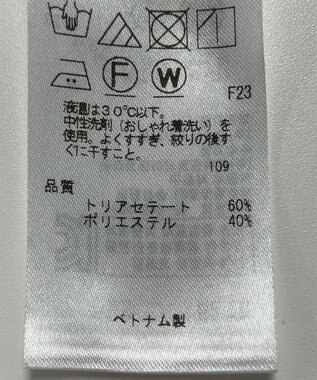 F W F23
液温は30℃以下。
中性洗剤(おしゃれ着洗い)を
使用。よくすすぎ、絞りの後す
ぐに干すこと。
109
品質
トリアセテート 60%
ポリエステル 40%
ベトナム製